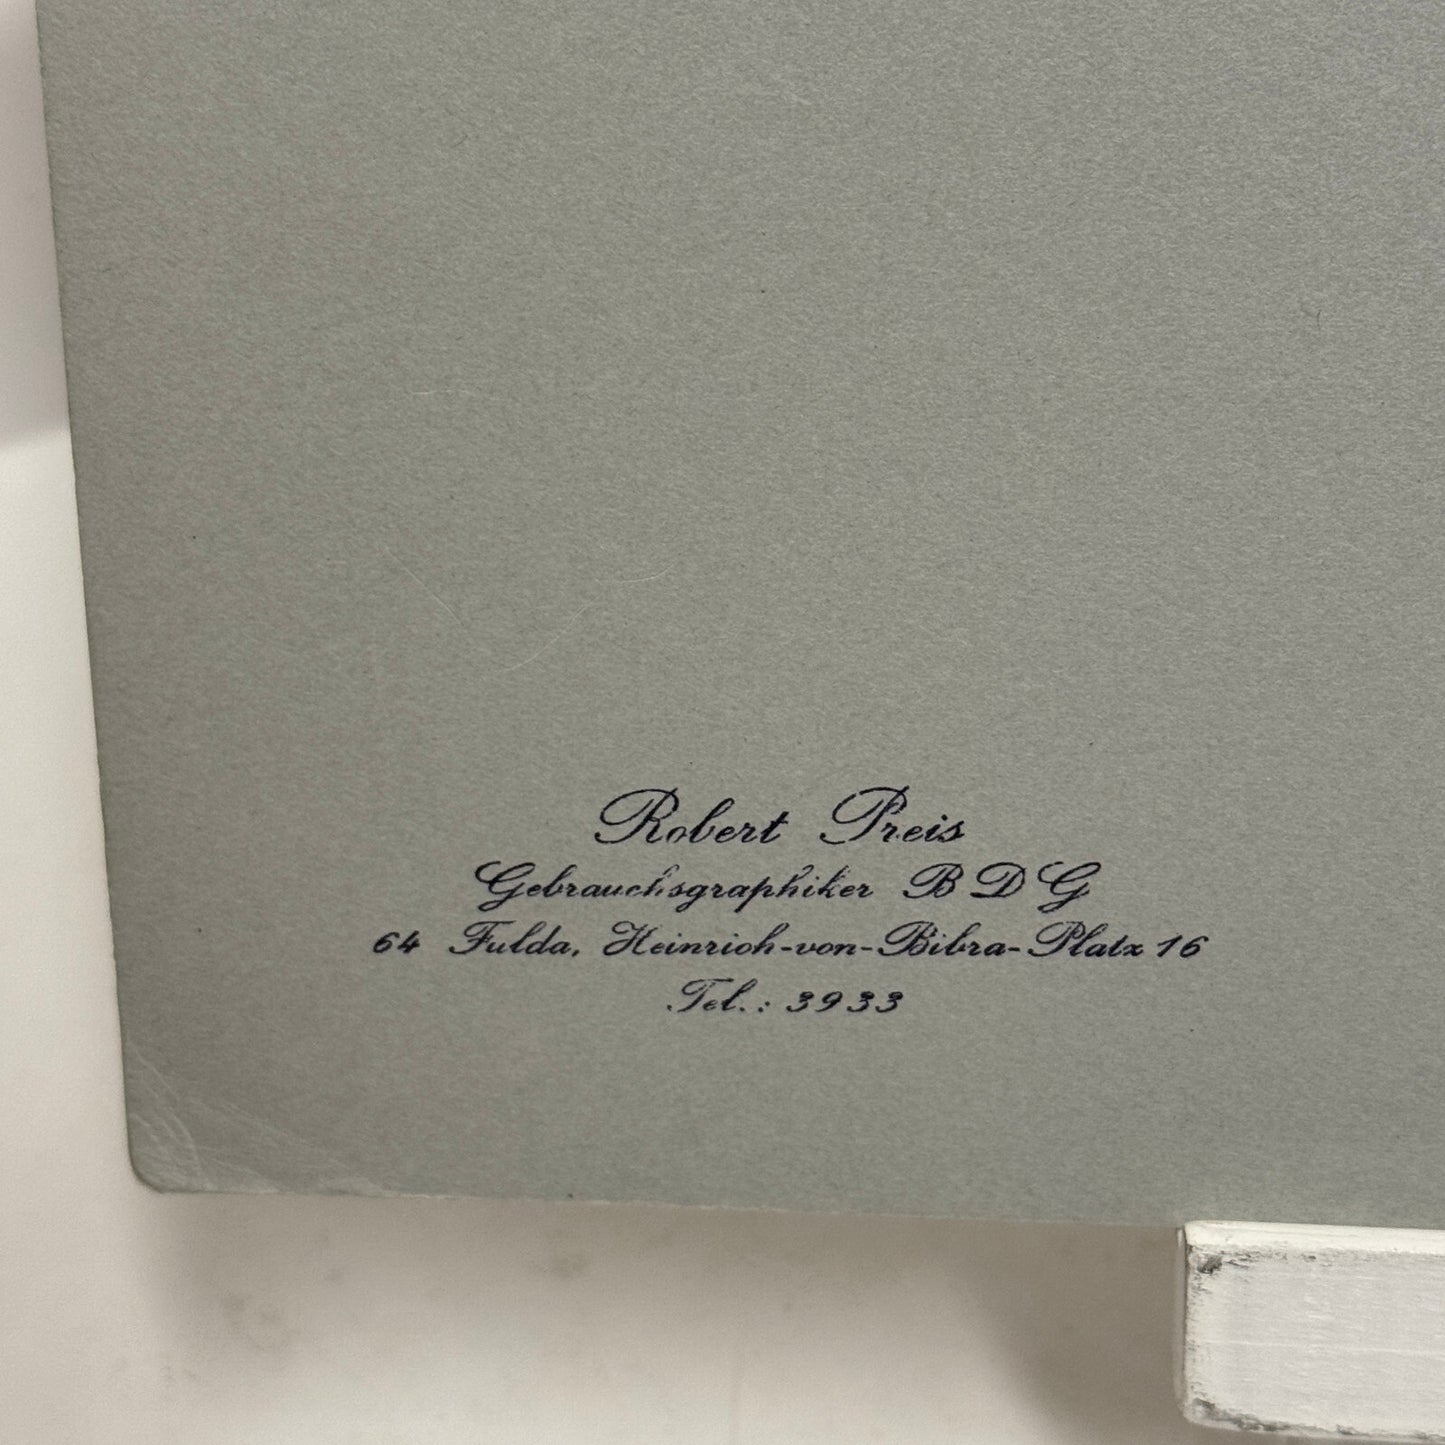 Robert Preis
Gebrauchsgraphiker BDG
64 Fulda, Heinrich-von-Bibra-Platz 16
Tel.: 3933